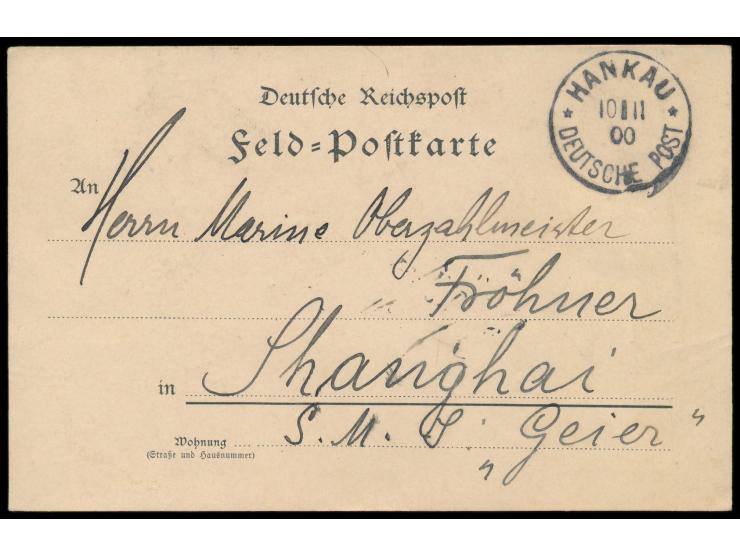 Deutsche Reichspost
Feld=Postkarte
HANKAU
10 11
00
DEUTSCHE POST
An
Herrn Marine Oberzahlmeister
Fröhner
in Shanghai
Wohnung S. M. S „Geier"
(Straße und Hausnummer)